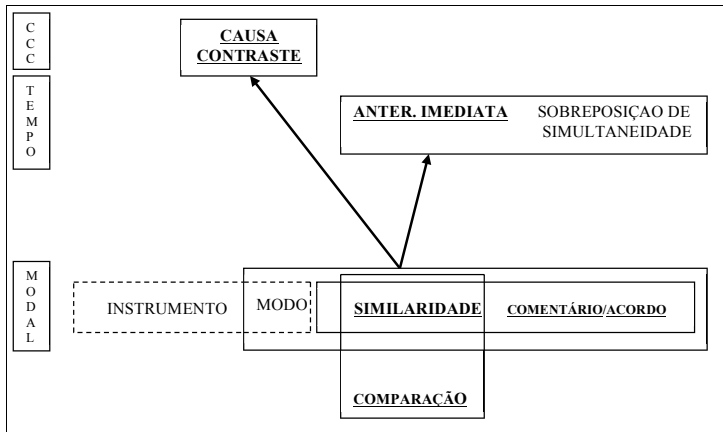 C
C
C
CAUSA
CONTRASTE
T
E
M
P
O
ANTER. IMEDIATA SOBREPOSIÇAO DE
SIMULTANEIDADE
M
O
D
A
L
INSTRUMENTO MODO SIMILARIDADE COMENTÁRIO/ACORDO
COMPARAÇÃO